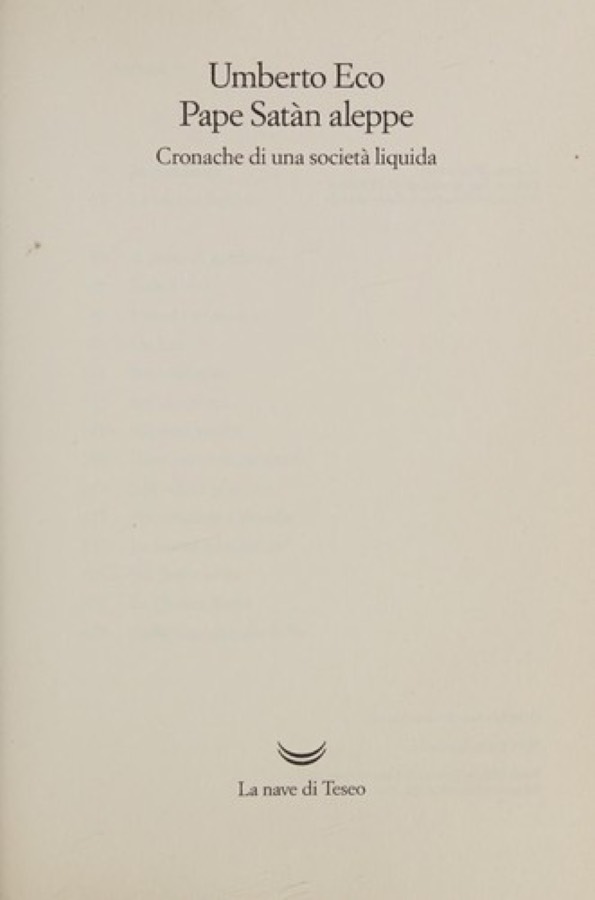 Umberto Eco
Pape Satàn aleppe
Cronache di una società liquida
La nave di Teseo